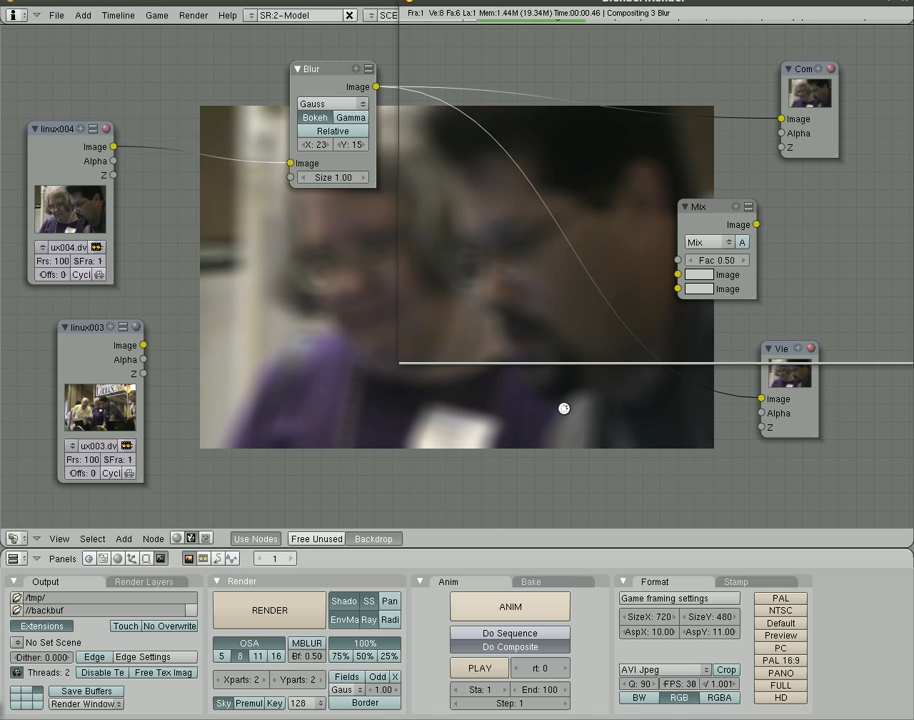 File Add Timeline Game Render Help SR:2-Model X SCE
Fra:1 Ve:8 Fa:6 La:1 Mem:1.44M (19.34M) Time:00:00.46 | Compositing 3 Blur
Blur
Image
Gauss
Bokeh Gamma
Relative
X: 23 Y: 15
Image
Size 1.00
linux004
Image
Alpha
Z
ux004.dv
Frs: 100 SFra: 1
Offs: 0 Cycl
linux003
Image
Alpha
Z
ux003.dv
Frs: 100 SFra: 1
Offs: 0 Cycl
Com
Image
Alpha
Z
Mix
Image
Mix A
Fac 0.50
Image
Image
Vie
Image
Alpha
Z
View Select Add Node Use Nodes Free Unused Backdrop
Panels 1
Output Render Layers
/tmp/
//backbuf
Extensions Touch No Overwrite
No Set Scene
Dither: 0.000 Edge Edge Settings
Threads: 2 Disable Te Free Tex Imag
Save Buffers
Render Window
Render
RENDER
Shado SS Pan
EnvMa Ray Radi
OSA MBLUR 100%
5 8 11 16 Bf: 0.50 75% 50% 25%
Xparts: 2 Yparts: 2 Fields Odd X
Gaus 1.00
Sky Premul Key 128 Border
Anim Bake
ANIM
Do Sequence
Do Composite
PLAY rt: 0
Sta: 1 End: 100
Step: 1
Format Stamp
Game framing settings
SizeX: 720 SizeY: 480
AspX: 10.00 AspY: 11.00
AVI Jpeg Crop
Q: 90 FPS: 30 / 1.001
BW RGB RGBA
PAL
NTSC
Default
Preview
PC
PAL 16:9
PANO
FULL
HD